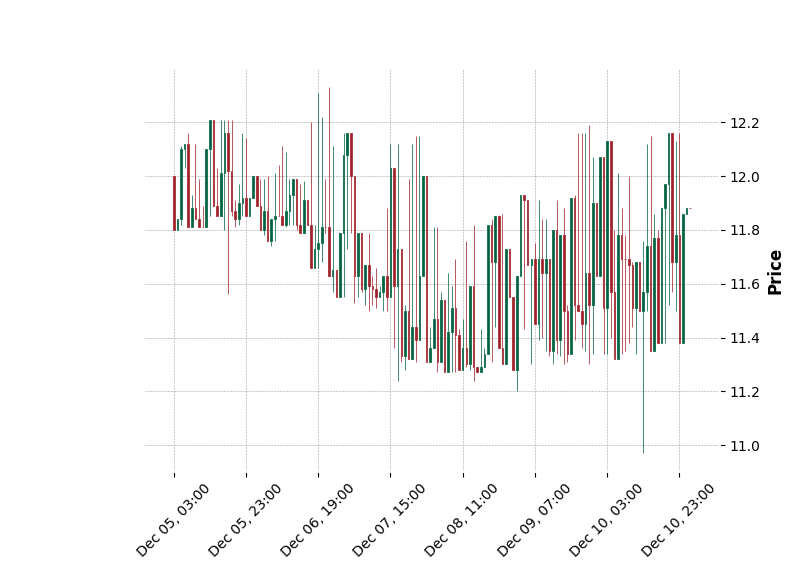 12.2
12.0
11.8
11.6
11.4
11.2
11.0
Price
Dec 05, 03:00
Dec 05, 23:00
Dec 06, 19:00
Dec 07, 15:00
Dec 08, 11:00
Dec 09, 07:00
Dec 10, 03:00
Dec 10, 23:00